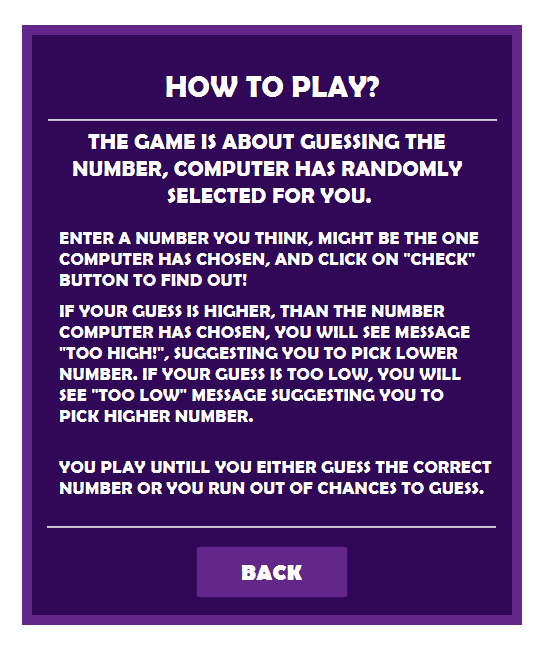 HOW TO PLAY?
THE GAME IS ABOUT GUESSING THE
NUMBER, COMPUTER HAS RANDOMLY
SELECTED FOR YOU.
ENTER A NUMBER YOU THINK, MIGHT BE THE ONE
COMPUTER HAS CHOSEN, AND CLICK ON "CHECK"
BUTTON TO FIND OUT!
IF YOUR GUESS IS HIGHER, THAN THE NUMBER
COMPUTER HAS CHOSEN, YOU WILL SEE MESSAGE
"TOO HIGH!", SUGGESTING YOU TO PICK LOWER
NUMBER. IF YOUR GUESS IS TOO LOW, YOU WILL
SEE "TOO LOW" MESSAGE SUGGESTING YOU TO
PICK HIGHER NUMBER.
YOU PLAY UNTILL YOU EITHER GUESS THE CORRECT
NUMBER OR YOU RUN OUT OF CHANCES TO GUESS.
BACK